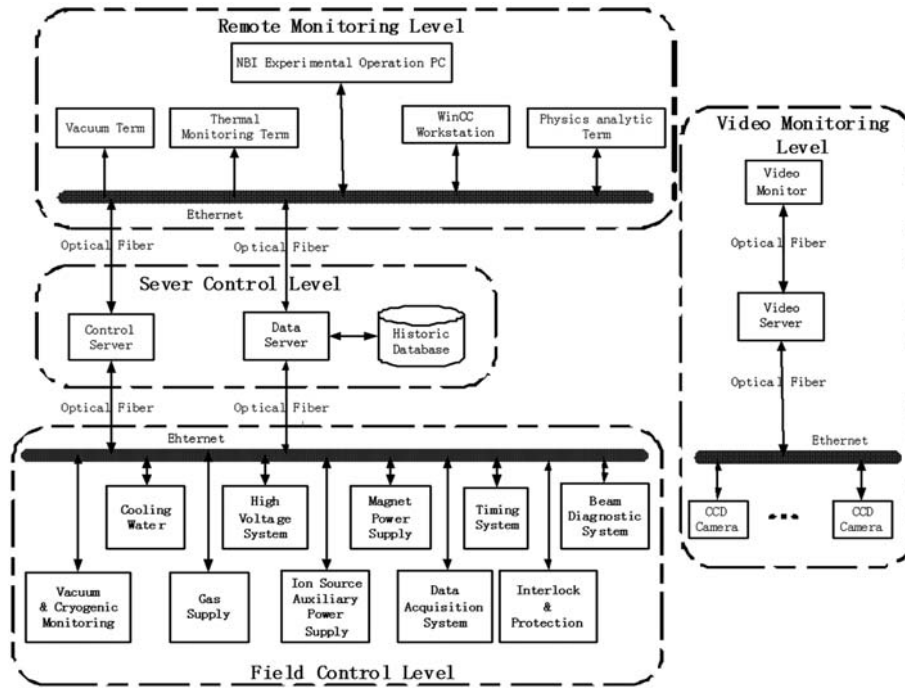 Remote Monitoring Level
NBI Experimental Operation PC
Vacuum Term
Thermal
Monitoring Term
WinCC
Workstation
Physics analytic
Term
Ethernet
Optical Fiber
Optical Fiber
Sever Control Level
Control
Server
Data
Server
Historic
Database
Optical Fiber
Optical Fiber
Ehternet
Cooling
Water
High
Voltage
System
Magnet
Power
Supply
Timing
System
Beam
Diagnostic
System
Vacuum
& Cryogenic
Monitoring
Gas
Supply
Ion Source
Auxiliary
Power
Supply
Data
Acquisition
System
Interlock
&
Protection
Field Control Level
Video Monitoring
Level
Video
Monitor
Optical Fiber
Video
Server
Optical Fiber
Ethernet
CCD
Camera
CCD
Camera